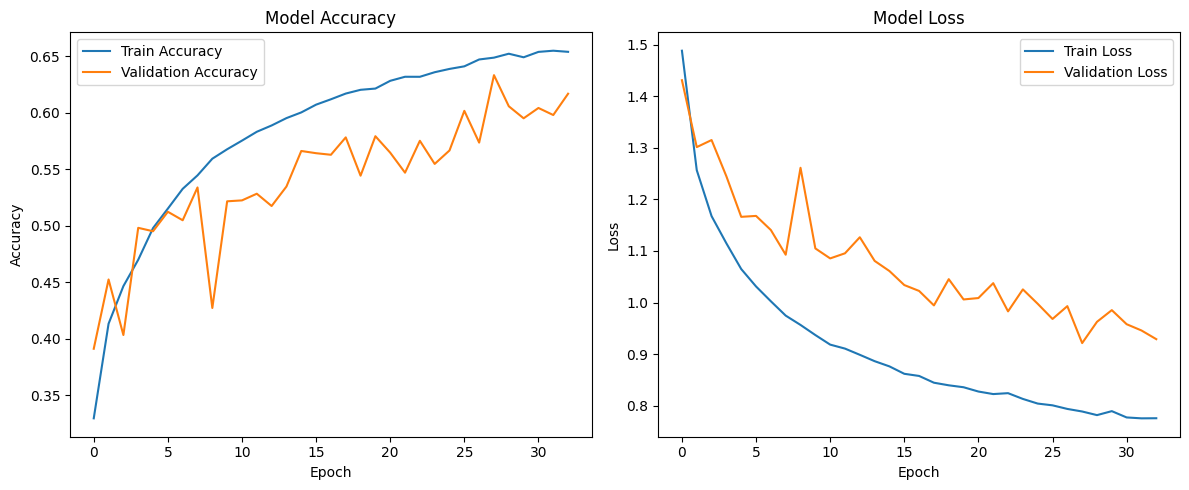 Model Accuracy
Train Accuracy
Validation Accuracy
Accuracy
0.65
0.60
0.55
0.50
0.45
0.40
0.35
0 5 10 15 20 25 30
Epoch
Model Loss
Train Loss
Validation Loss
Loss
1.5
1.4
1.3
1.2
1.1
1.0
0.9
0.8
0 5 10 15 20 25 30
Epoch